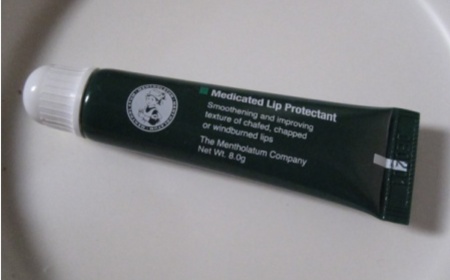 Medicated Lip Protectant
Smoothening and improving
texture of chafed, chapped
or windburned lips
The Mentholatum Company
Net Wt. 8.0g